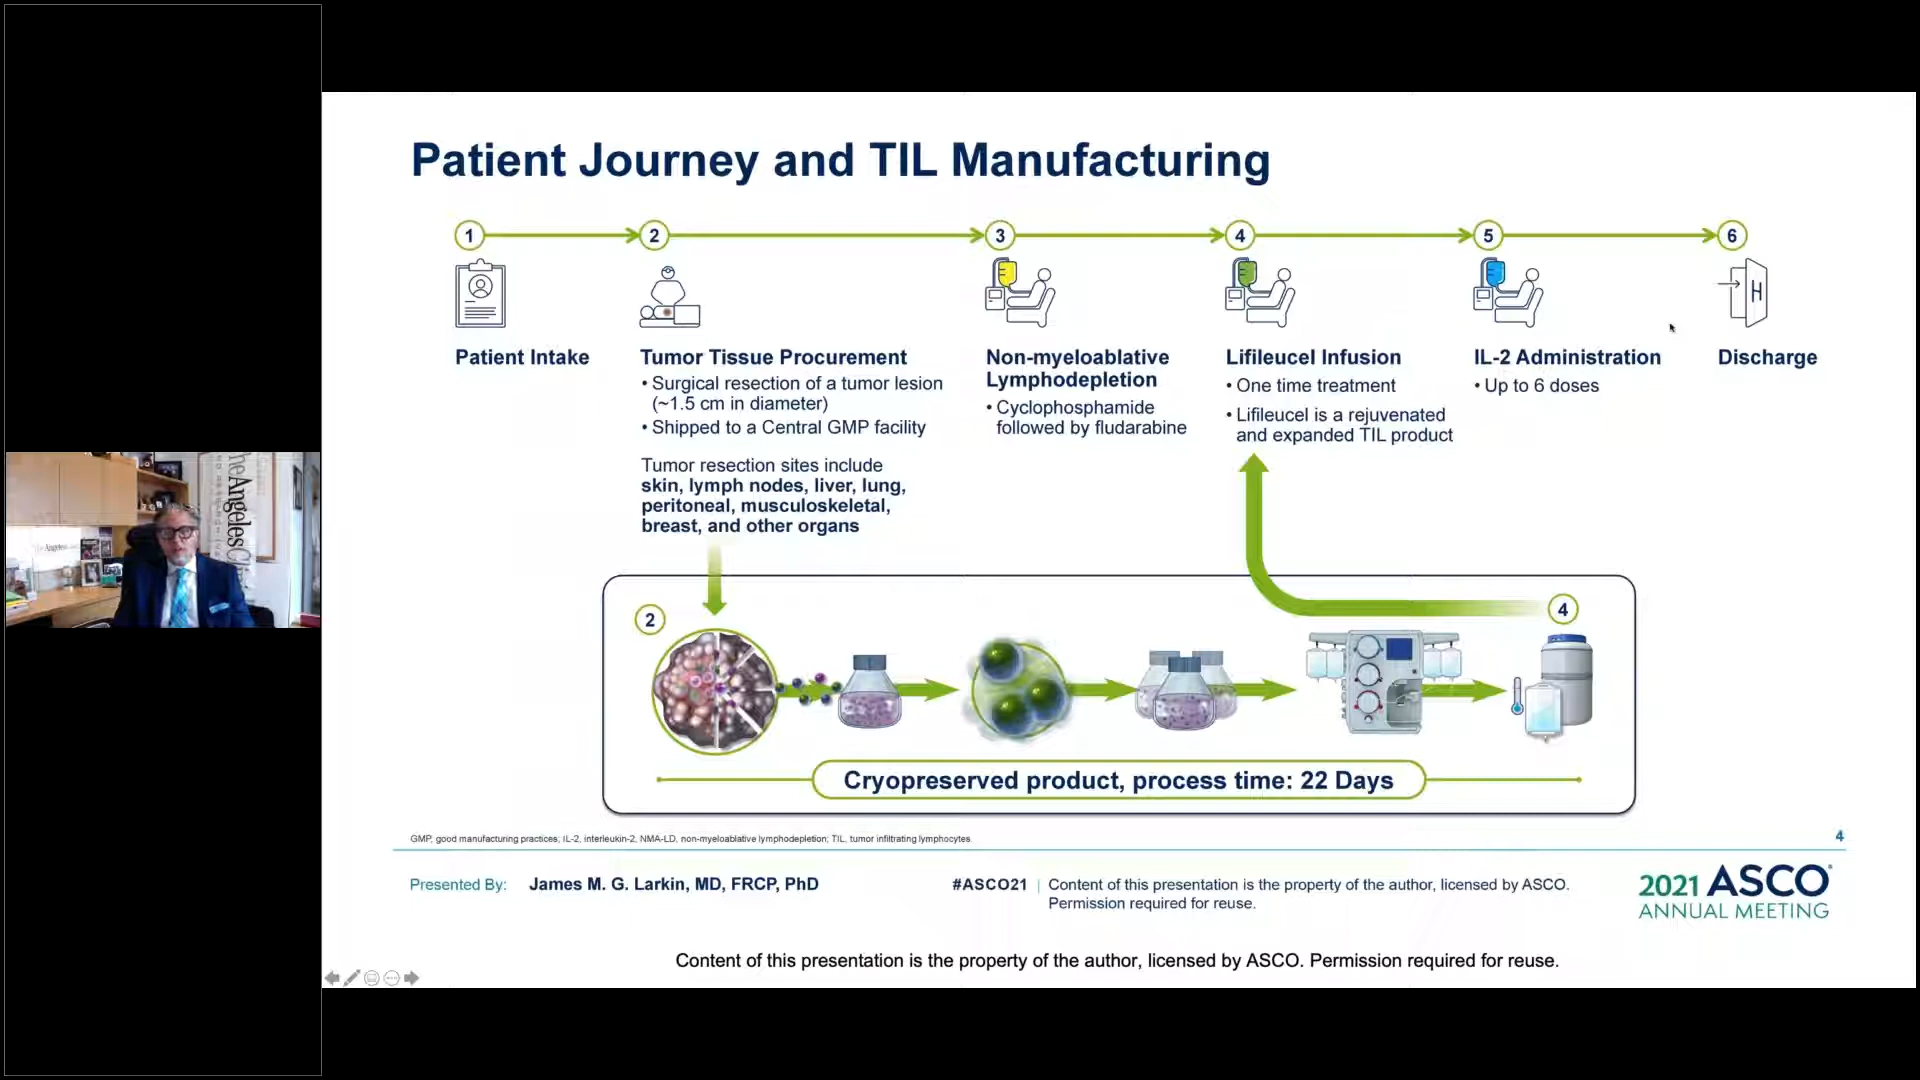 Patient Journey and TIL Manufacturing
1
2
3
4
5
6
H
Patient Intake
Tumor Tissue Procurement
• Surgical resection of a tumor lesion
(~1.5 cm in diameter)
• Shipped to a Central GMP facility
Tumor resection sites include
skin, lymph nodes, liver, lung,
peritoneal, musculoskeletal,
breast, and other organs
Non-myeloablative
Lymphodepletion
• Cyclophosphamide
followed by fludarabine
Lifileucel Infusion
• One time treatment
• Lifileucel is a rejuvenated
and expanded TIL product
IL-2 Administration
• Up to 6 doses
Discharge
2
4
Cryopreserved product, process time: 22 Days
GMP, good manufacturing practices; IL-2, interleukin-2, NMA-LD, non-myeloablative lymphodepletion; TIL, tumor infiltrating lymphocytes.
4
Presented By: James M. G. Larkin, MD, FRCP, PhD
#ASCO21 | Content of this presentation is the property of the author, licensed by ASCO.
Permission required for reuse.
2021 ASCO
ANNUAL MEETING
Content of this presentation is the property of the author, licensed by ASCO. Permission required for reuse.
heAngelesCl
Angeles